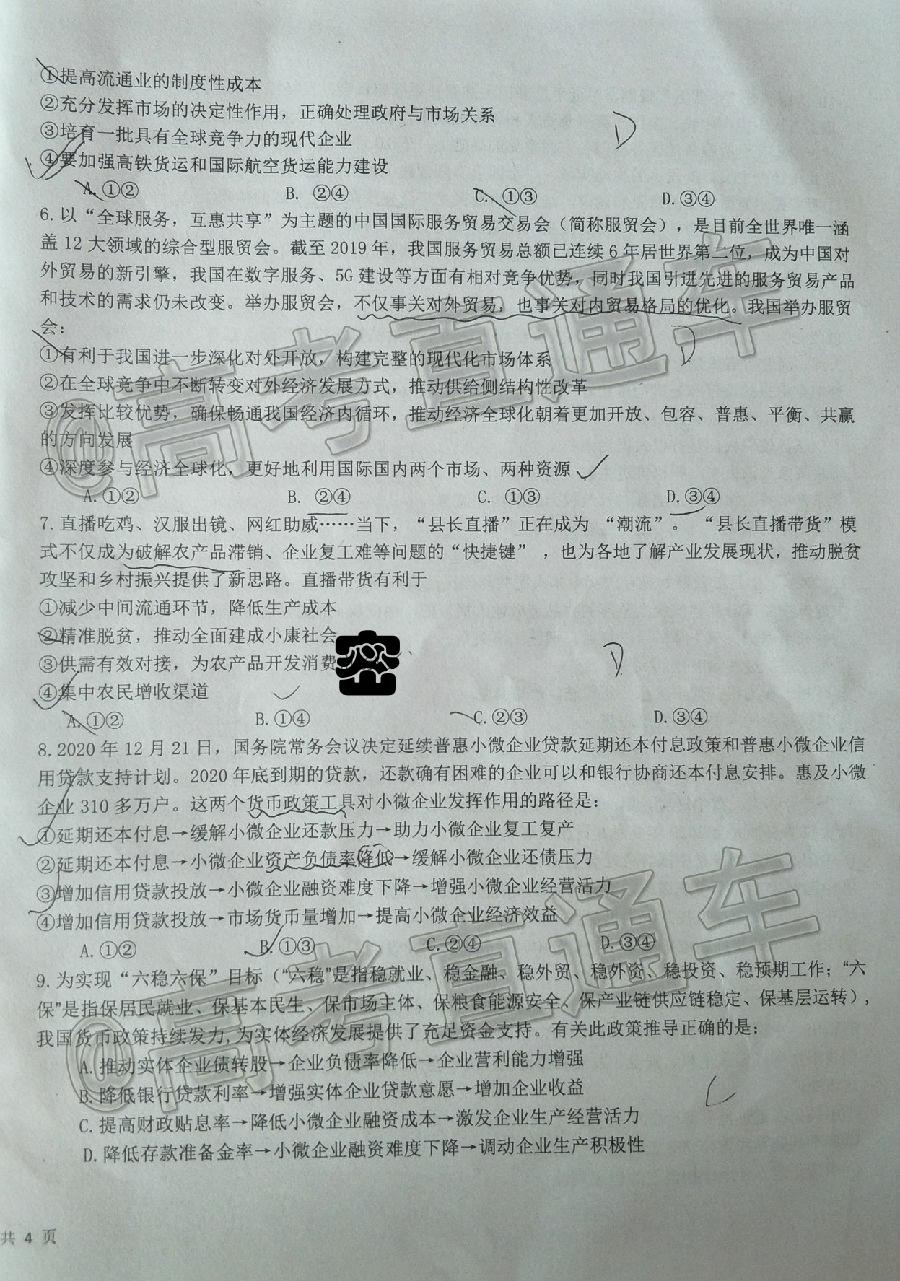 ①提高流通业的制度性成本
②充分发挥市场的决定性作用，正确处理政府与市场关系
③培育一批具有全球竞争力的现代企业
D
④要加强高铁货运和国际航空货运能力建设
A. ①② B. ②④ C. ①③ D. ③④
6. 以“全球服务，互惠共享”为主题的中国国际服务贸易交易会（简称服贸会），是目前全世界唯一涵
盖 12 大领域的综合型服贸会。截至 2019 年，我国服务贸易总额已连续 6 年居世界第二位，成为中国对
外贸易的新引擎，我国在数字服务、5G 建设等方面有相对竞争优势，同时我国引进先进的服务贸易产品
和技术的需求仍未改变。举办服贸会，不仅事关对外贸易，也事关对内贸易格局的优化。我国举办服贸
会：
①有利于我国进一步深化对外开放，构建完整的现代化市场体系
D
②在全球竞争中不断转变对外经济发展方式，推动供给侧结构性改革
③发挥比较优势，确保畅通我国经济内循环，推动经济全球化朝着更加开放、包容、普惠、平衡、共赢
的方向发展
④深度参与经济全球化，更好地利用国际国内两个市场、两种资源
A. ①② B. ②④ C. ①③ D. ③④
7. 直播吃鸡、汉服出镜、网红助威……当下，“县长直播”正在成为 “潮流”。 “县长直播带货”模
式不仅成为破解农产品滞销、企业复工难等问题的“快捷键” ，也为各地了解产业发展现状，推动脱贫
攻坚和乡村振兴提供了新思路。直播带货有利于
①减少中间流通环节，降低生产成本
②精准脱贫，推动全面建成小康社会
③供需有效对接，为农产品开发消费
D
④集中农民增收渠道
A. ①② B. ①④ C. ②③ D. ③④
8. 2020 年 12 月 21 日，国务院常务会议决定延续普惠小微企业贷款延期还本付息政策和普惠小微企业信
用贷款支持计划。2020 年底到期的贷款，还款确有困难的企业可以和银行协商还本付息安排。惠及小微
企业 310 多万户。这两个货币政策工具对小微企业发挥作用的路径是：
①延期还本付息→缓解小微企业还款压力→助力小微企业复工复产
②延期还本付息→小微企业资产负债率降低→缓解小微企业还债压力
③增加信用贷款投放→小微企业融资难度下降→增强小微企业经营活力
④增加信用贷款投放→市场货币量增加→提高小微企业经济效益
A. ①② B. ①③ C. ②④ D. ③④
9. 为实现“六稳六保”目标（“六稳”是指稳就业、稳金融、稳外贸、稳外资、稳投资、稳预期工作；“六
保”是指保居民就业、保基本民生、保市场主体、保粮食能源安全、保产业链供应链稳定、保基层运转），
我国货币政策持续发力，为实体经济发展提供了充足资金支持。有关此政策推导正确的是：
A. 推动实体企业债转股→企业负债率降低→企业营利能力增强
B. 降低银行贷款利率→增强实体企业贷款意愿→增加企业收益
C
C. 提高财政贴息率→降低小微企业融资成本→激发企业生产经营活力
D. 降低存款准备金率→小微企业融资难度下降→调动企业生产积极性
共 4 页
@高考直通车
@高考直通车